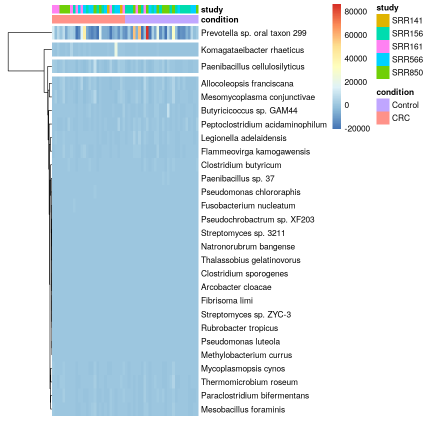 study
condition
Prevotella sp. oral taxon 299
Komagataeibacter rhaeticus
Paenibacillus cellulosilyticus
Allocoleopsis franciscana
Mesomycoplasma conjunctivae
Butyricicoccus sp. GAM44
Peptoclostridium acidaminophilum
Legionella adelaidensis
Flammeovirga kamogawensis
Clostridium butyricum
Paenibacillus sp. 37
Pseudomonas chlororaphis
Fusobacterium nucleatum
Pseudochrobactrum sp. XF203
Streptomyces sp. 3211
Natronorubrum bangense
Thalassobius gelatinovorus
Clostridium sporogenes
Arcobacter cloacae
Fibrisoma limi
Streptomyces sp. ZYC-3
Rubrobacter tropicus
Pseudomonas luteola
Methylobacterium currus
Mycoplasmopsis cynos
Thermomicrobium roseum
Paraclostridium bifermentans
Mesobacillus foraminis
80000
60000
40000
20000
0
-20000
study
SRR141
SRR156
SRR161
SRR566
SRR850
condition
Control
CRC